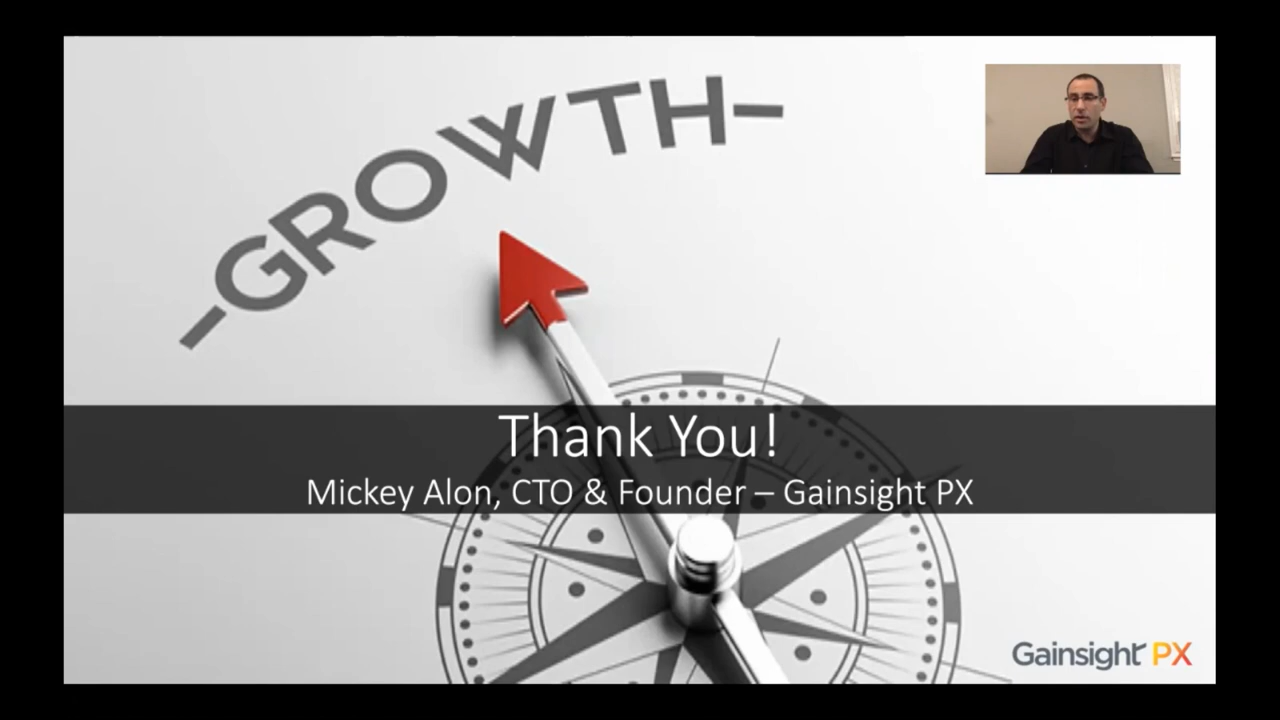 -GROWTH-
Thank You!
Mickey Alon, CTO & Founder – Gainsight PX
Gainsight PX